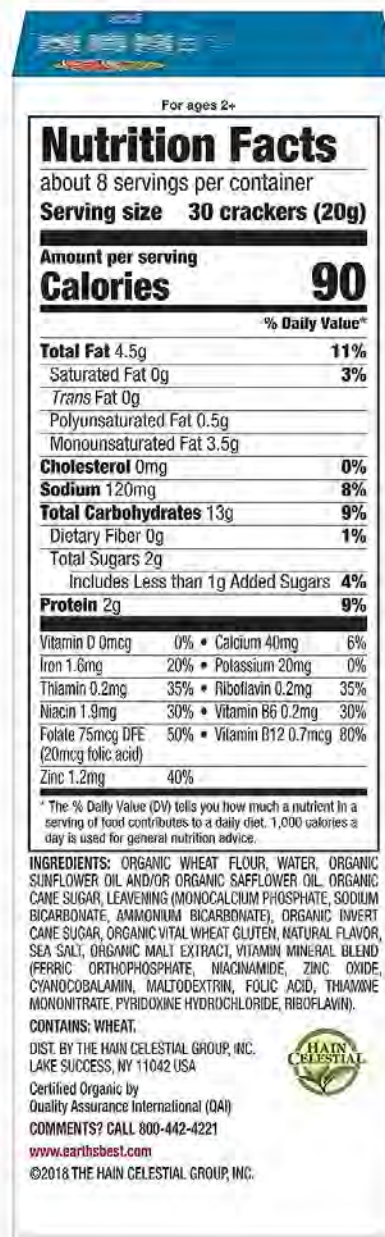 For ages 2+
Nutrition Facts
about 8 servings per container
Serving size 30 crackers (20g)
Amount per serving
Calories 90
% Daily Value*
Total Fat 4.5g 11%
Saturated Fat 0g 3%
Trans Fat 0g
Polyunsaturated Fat 0.5g
Monounsaturated Fat 3.5g
Cholesterol 0mg 0%
Sodium 120mg 8%
Total Carbohydrates 13g 9%
Dietary Fiber 0g 1%
Total Sugars 2g
Includes Less than 1g Added Sugars 4%
Protein 2g 9%
Vitamin D 0mcg 0% • Calcium 40mg 6%
Iron 1.6mg 20% • Potassium 20mg 0%
Thiamin 0.2mg 35% • Riboflavin 0.2mg 35%
Niacin 1.9mg 30% • Vitamin B6 0.2mg 30%
Folate 75mcg DFE 50% • Vitamin B12 0.7mcg 80%
(20mcg folic acid)
Zinc 1.2mg 40%
* The % Daily Value (DV) tells you how much a nutrient in a
serving of food contributes to a daily diet. 1,000 calories a
day is used for general nutrition advice.
INGREDIENTS: ORGANIC WHEAT FLOUR, WATER, ORGANIC
SUNFLOWER OIL AND/OR ORGANIC SAFFLOWER OIL, ORGANIC
CANE SUGAR, LEAVENING (MONOCALCIUM PHOSPHATE, SODIUM
BICARBONATE, AMMONIUM BICARBONATE), ORGANIC INVERT
CANE SUGAR, ORGANIC VITAL WHEAT GLUTEN, NATURAL FLAVOR,
SEA SALT, ORGANIC MALT EXTRACT, VITAMIN MINERAL BLEND
(FERRIC ORTHOPHOSPHATE, NIACINAMIDE, ZINC OXIDE,
CYANOCOBALAMIN, MALTODEXTRIN, FOLIC ACID, THIAMINE
MONONITRATE, PYRIDOXINE HYDROCHLORIDE, RIBOFLAVIN).
CONTAINS: WHEAT.
DIST. BY THE HAIN CELESTIAL GROUP, INC.
LAKE SUCCESS, NY 11042 USA
HAIN
CELESTIAL
Certified Organic by
Quality Assurance International (QAI)
COMMENTS? CALL 800-442-4221
www.earthsbest.com
©2018 THE HAIN CELESTIAL GROUP, INC.